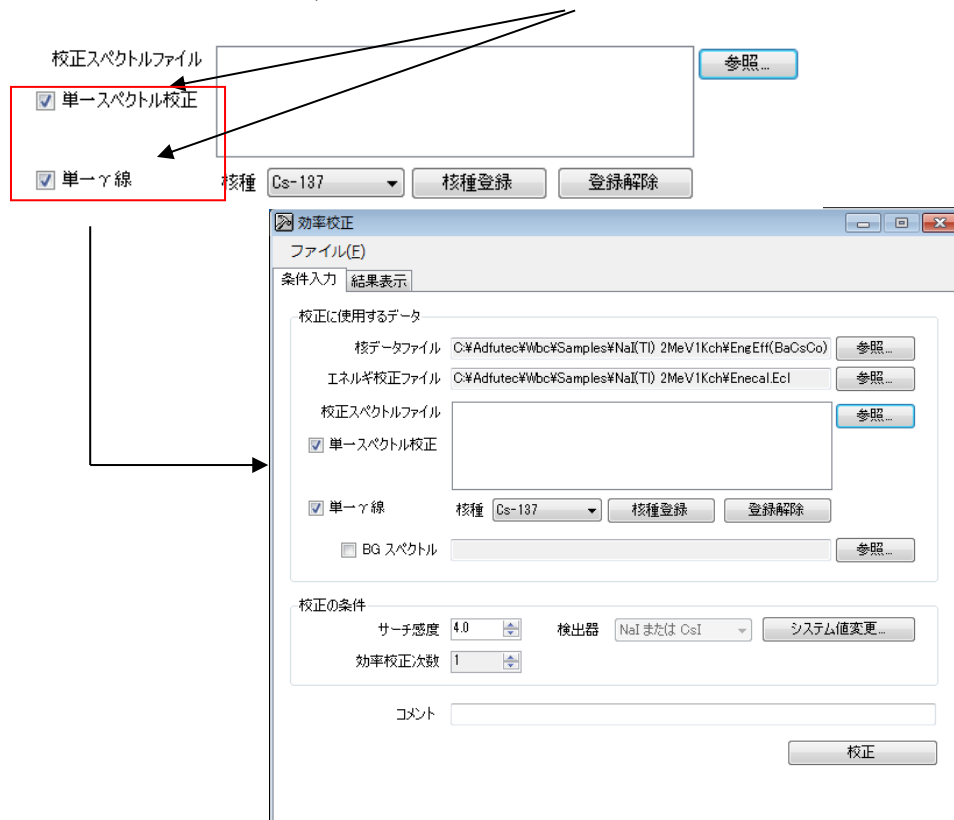 校正スペクトルファイル
参照...
単一スペクトル校正
単一γ線
核種 Cs-137 核種登録 登録解除
効率校正
ファイル(F)
条件入力 結果表示
校正に使用するデータ
核データファイル C:¥Adfutec¥Wbc¥Samples¥NaI(Tl) 2MeV1Kch¥EngEff(BaCsCo) 参照...
エネルギ校正ファイル C:¥Adfutec¥Wbc¥Samples¥NaI(Tl) 2MeV1Kch¥Enecal.Ecl 参照...
校正スペクトルファイル 参照...
単一スペクトル校正
単一γ線 核種 Cs-137 核種登録 登録解除
BG スペクトル 参照...
校正の条件
サーチ感度 4.0 検出器 NaI または CsI システム値変更...
効率校正次数 1
コメント
校正